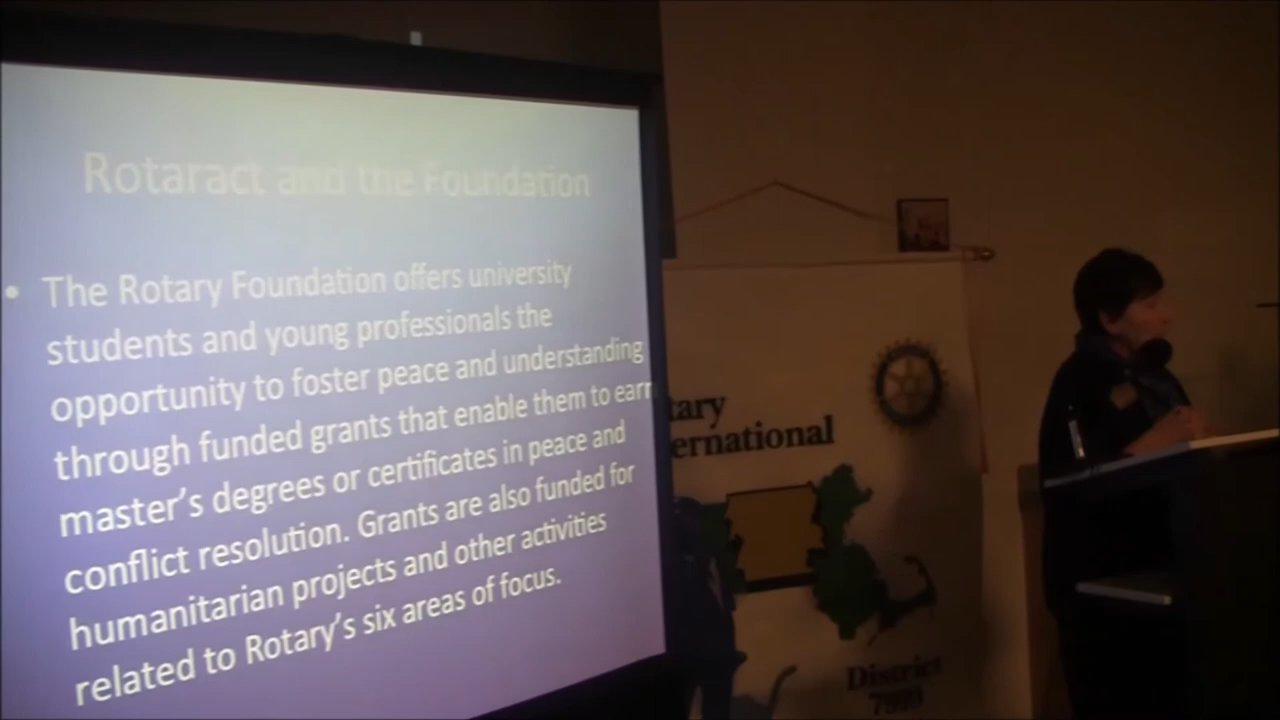 Rotaract and the Foundation
• The Rotary Foundation offers university
students and young professionals the
opportunity to foster peace and understanding
through funded grants that enable them to earn
master's degrees or certificates in peace and
conflict resolution. Grants are also funded for
humanitarian projects and other activities
related to Rotary's six areas of focus.
tary
ernational
District